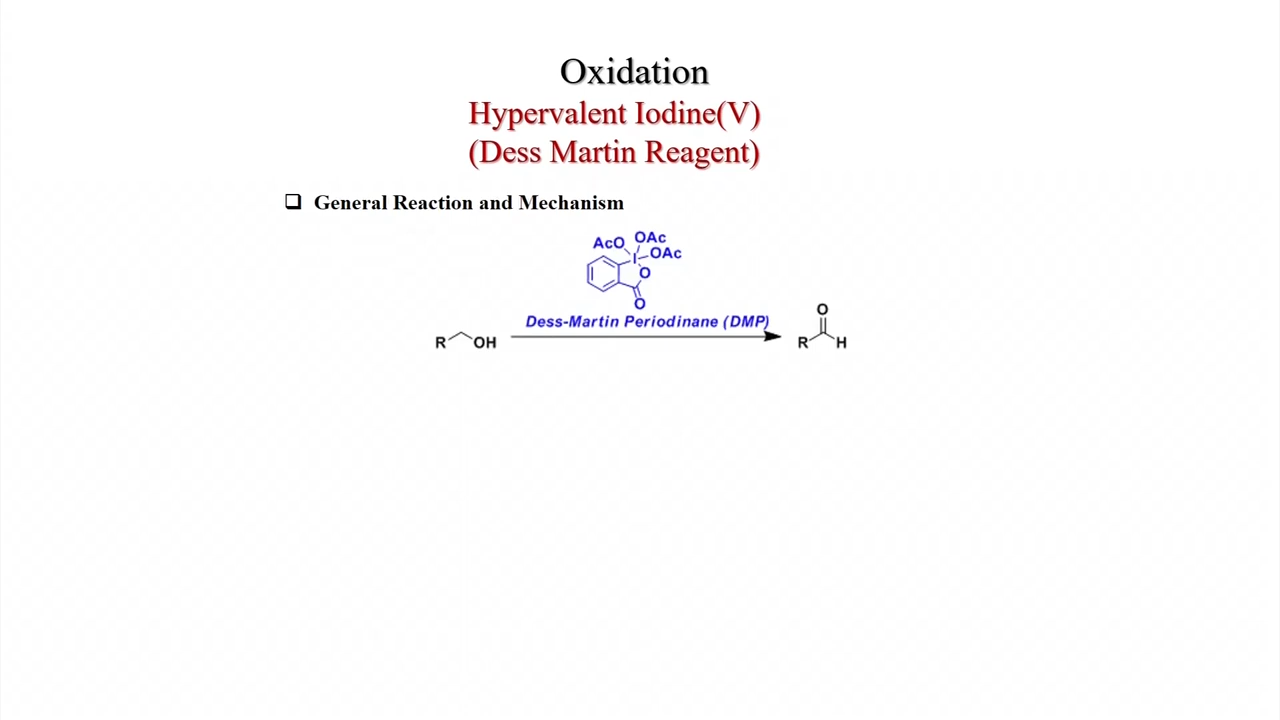 Oxidation
Hypervalent Iodine(V)
(Dess Martin Reagent)
❑ General Reaction and Mechanism
AcO OAc
I OAc
O
O
Dess-Martin Periodinane (DMP)
R OH
O
R H